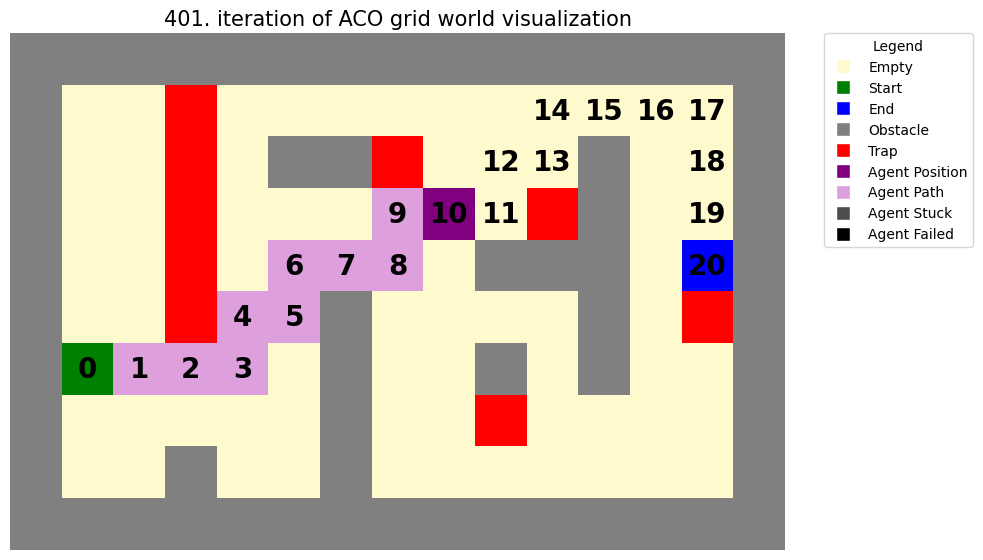 401. iteration of ACO grid world visualization
Legend
Empty
Start
End
Obstacle
Trap
Agent Position
Agent Path
Agent Stuck
Agent Failed
14 15 16 17
12 13 18
9 10 11 19
6 7 8 20
4 5
0 1 2 3